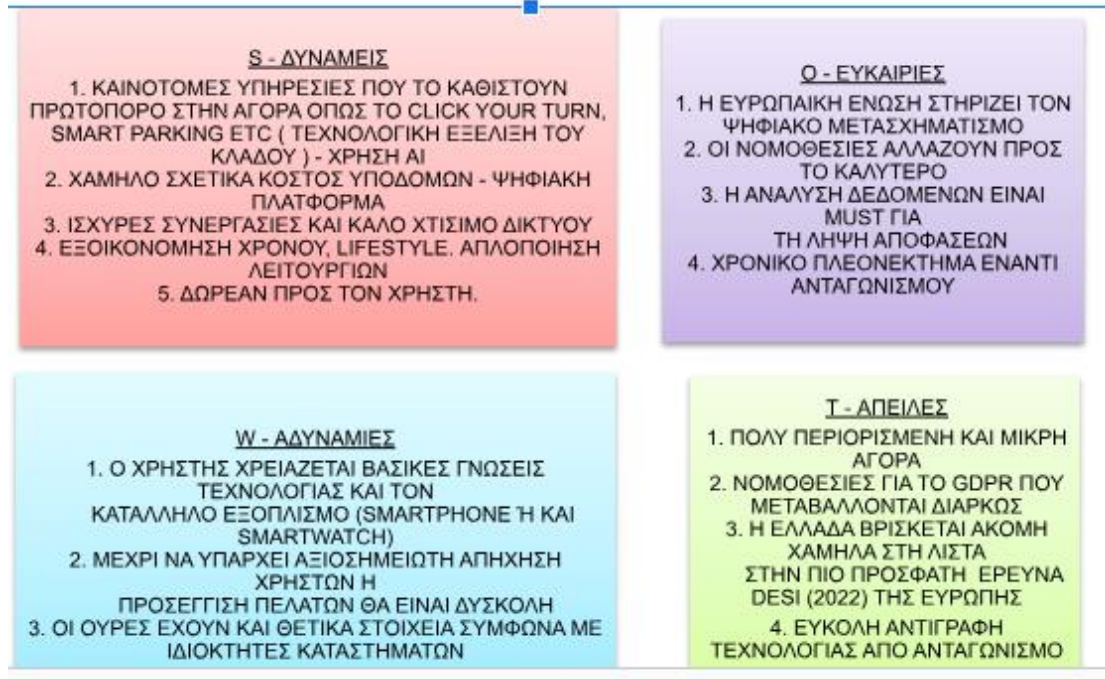 S - ΔΥΝΑΜΕΙΣ
1. ΚΑΙΝΟΤΟΜΕΣ ΥΠΗΡΕΣΙΕΣ ΠΟΥ ΤΟ ΚΑΘΙΣΤΟΥΝ
ΠΡΩΤΟΠΟΡΟ ΣΤΗΝ ΑΓΟΡΑ ΟΠΩΣ ΤΟ CLICK YOUR TURN,
SMART PARKING ETC ( ΤΕΧΝΟΛΟΓΙΚΗ ΕΞΕΛΙΞΗ ΤΟΥ
ΚΛΑΔΟΥ ) - ΧΡΗΣΗ AI
2. ΧΑΜΗΛΟ ΣΧΕΤΙΚΑ ΚΟΣΤΟΣ ΥΠΟΔΟΜΩΝ - ΨΗΦΙΑΚΗ
ΠΛΑΤΦΟΡΜΑ
3. ΙΣΧΥΡΕΣ ΣΥΝΕΡΓΑΣΙΕΣ ΚΑΙ ΚΑΛΟ ΧΤΙΣΙΜΟ ΔΙΚΤΥΟΥ
4. ΕΞΟΙΚΟΝΟΜΗΣΗ ΧΡΟΝΟΥ, LIFESTYLE. ΑΠΛΟΠΟΙΗΣΗ
ΛΕΙΤΟΥΡΓΙΩΝ
5. ΔΩΡΕΑΝ ΠΡΟΣ ΤΟΝ ΧΡΗΣΤΗ.
O - ΕΥΚΑΙΡΙΕΣ
1. Η ΕΥΡΩΠΑΙΚΗ ΕΝΩΣΗ ΣΤΗΡΙΖΕΙ ΤΟΝ
ΨΗΦΙΑΚΟ ΜΕΤΑΣΧΗΜΑΤΙΣΜΟ
2. ΟΙ ΝΟΜΟΘΕΣΙΕΣ ΑΛΛΑΖΟΥΝ ΠΡΟΣ
ΤΟ ΚΑΛΥΤΕΡΟ
3. Η ΑΝΑΛΥΣΗ ΔΕΔΟΜΕΝΩΝ ΕΙΝΑΙ
MUST ΓΙΑ
ΤΗ ΛΗΨΗ ΑΠΟΦΑΣΕΩΝ
4. ΧΡΟΝΙΚΟ ΠΛΕΟΝΕΚΤΗΜΑ ΕΝΑΝΤΙ
ΑΝΤΑΓΩΝΙΣΜΟΥ
W - ΑΔΥΝΑΜΙΕΣ
1. Ο ΧΡΗΣΤΗΣ ΧΡΕΙΑΖΕΤΑΙ ΒΑΣΙΚΕΣ ΓΝΩΣΕΙΣ
ΤΕΧΝΟΛΟΓΙΑΣ ΚΑΙ ΤΟΝ
ΚΑΤΑΛΛΗΛΟ ΕΞΟΠΛΙΣΜΟ (SMARTPHONE Ή ΚΑΙ
SMARTWATCH)
2. ΜΕΧΡΙ ΝΑ ΥΠΑΡΧΕΙ ΑΞΙΟΣΗΜΕΙΩΤΗ ΑΠΗΧΗΣΗ
ΧΡΗΣΤΩΝ Η
ΠΡΟΣΕΓΓΙΣΗ ΠΕΛΑΤΩΝ ΘΑ ΕΙΝΑΙ ΔΥΣΚΟΛΗ
3. ΟΙ ΟΥΡΕΣ ΕΧΟΥΝ ΚΑΙ ΘΕΤΙΚΑ ΣΤΟΙΧΕΙΑ ΣΥΜΦΩΝΑ ΜΕ
ΙΔΙΟΚΤΗΤΕΣ ΚΑΤΑΣΤΗΜΑΤΩΝ
T - ΑΠΕΙΛΕΣ
1. ΠΟΛΥ ΠΕΡΙΟΡΙΣΜΕΝΗ ΚΑΙ ΜΙΚΡΗ
ΑΓΟΡΑ
2. ΝΟΜΟΘΕΣΙΕΣ ΓΙΑ ΤΟ GDPR ΠΟΥ
ΜΕΤΑΒΑΛΛΟΝΤΑΙ ΔΙΑΡΚΩΣ
3. Η ΕΛΛΑΔΑ ΒΡΙΣΚΕΤΑΙ ΑΚΟΜΗ
ΧΑΜΗΛΑ ΣΤΗ ΛΙΣΤΑ
ΣΤΗΝ ΠΙΟ ΠΡΟΣΦΑΤΗ ΕΡΕΥΝΑ
DESI (2022) ΤΗΣ ΕΥΡΩΠΗΣ
4. ΕΥΚΟΛΗ ΑΝΤΙΓΡΑΦΗ
ΤΕΧΝΟΛΟΓΙΑΣ ΑΠΟ ΑΝΤΑΓΩΝΙΣΜΟ